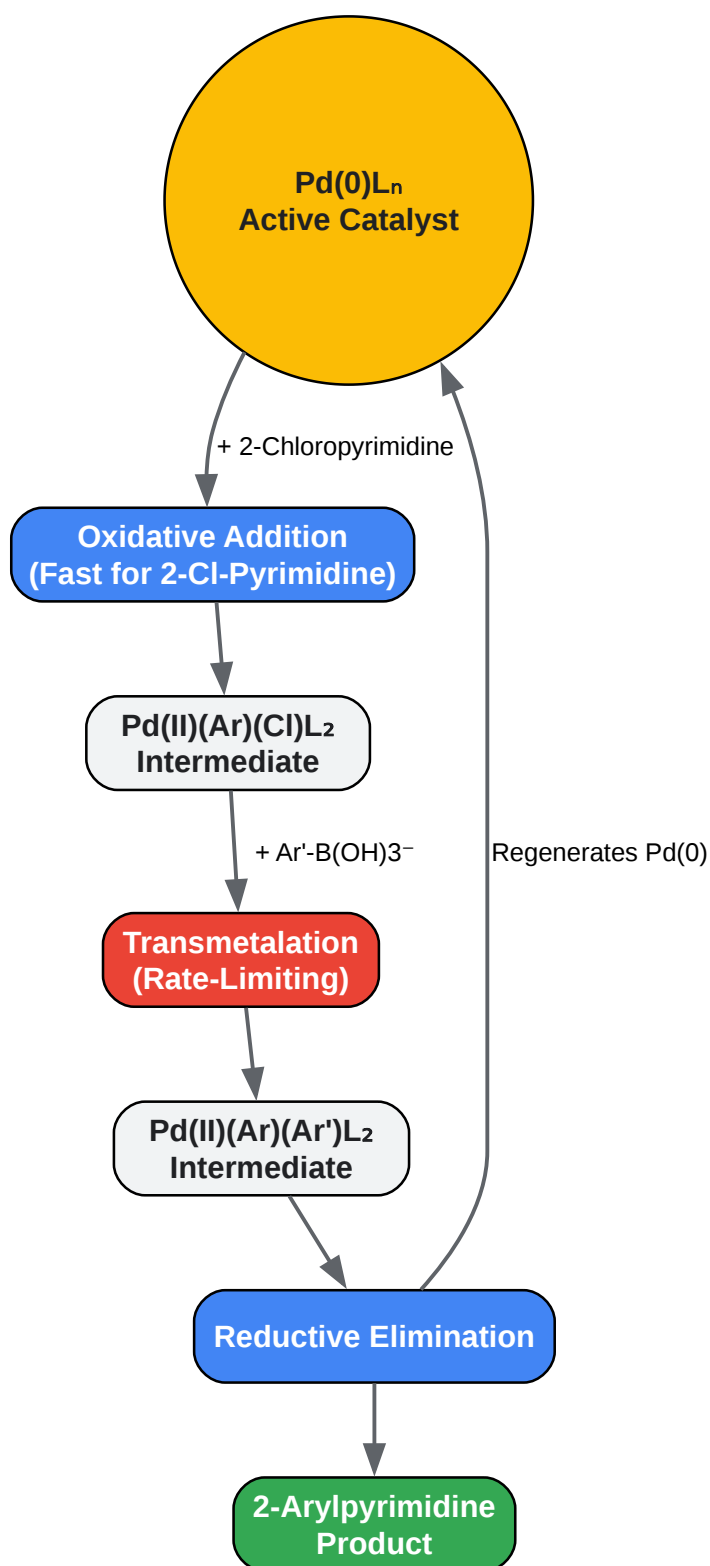 Pd(0)Lₙ
Active Catalyst
+ 2-Chloropyrimidine
Oxidative Addition
(Fast for 2-Cl-Pyrimidine)
Pd(II)(Ar)(Cl)L₂
Intermediate
+ Ar'-B(OH)3⁻
Regenerates Pd(0)
Transmetalation
(Rate-Limiting)
Pd(II)(Ar)(Ar')L₂
Intermediate
Reductive Elimination
2-Arylpyrimidine
Product